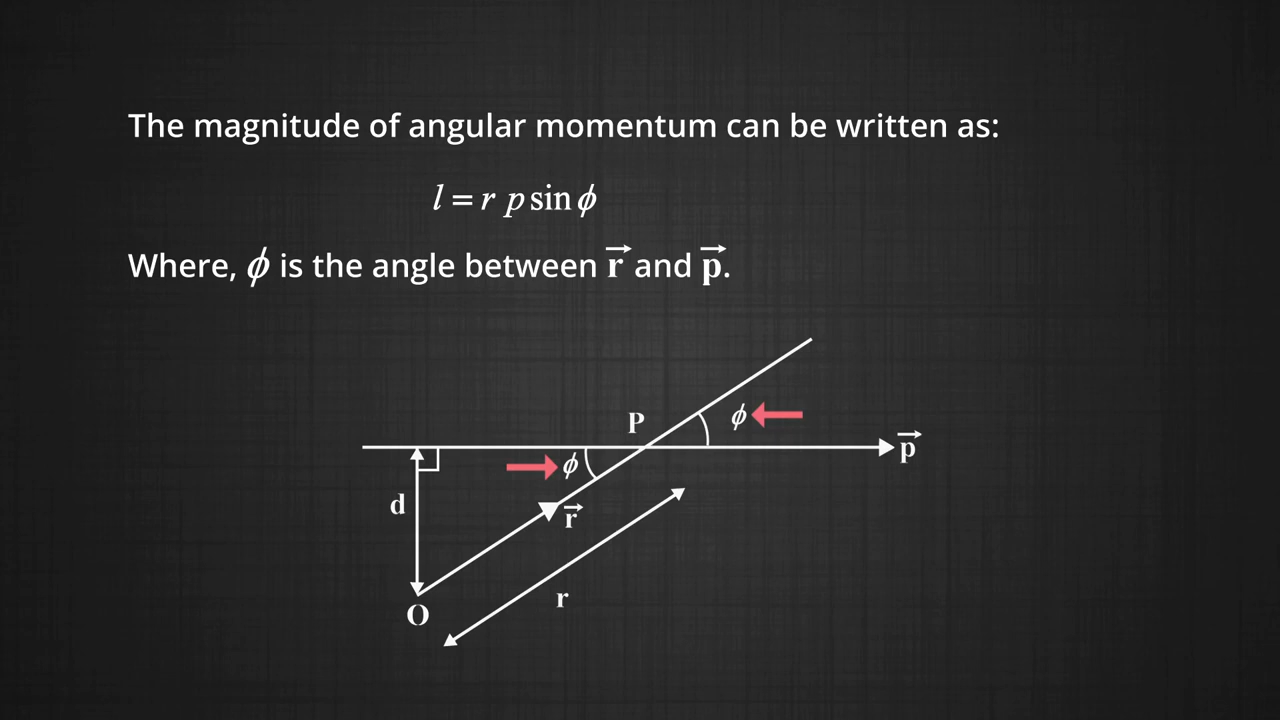 The magnitude of angular momentum can be written as:
l = r p sin ϕ
Where, ϕ is the angle between r⃗ and p⃗.
P
ϕ
p⃗
ϕ
d
r⃗
r
O